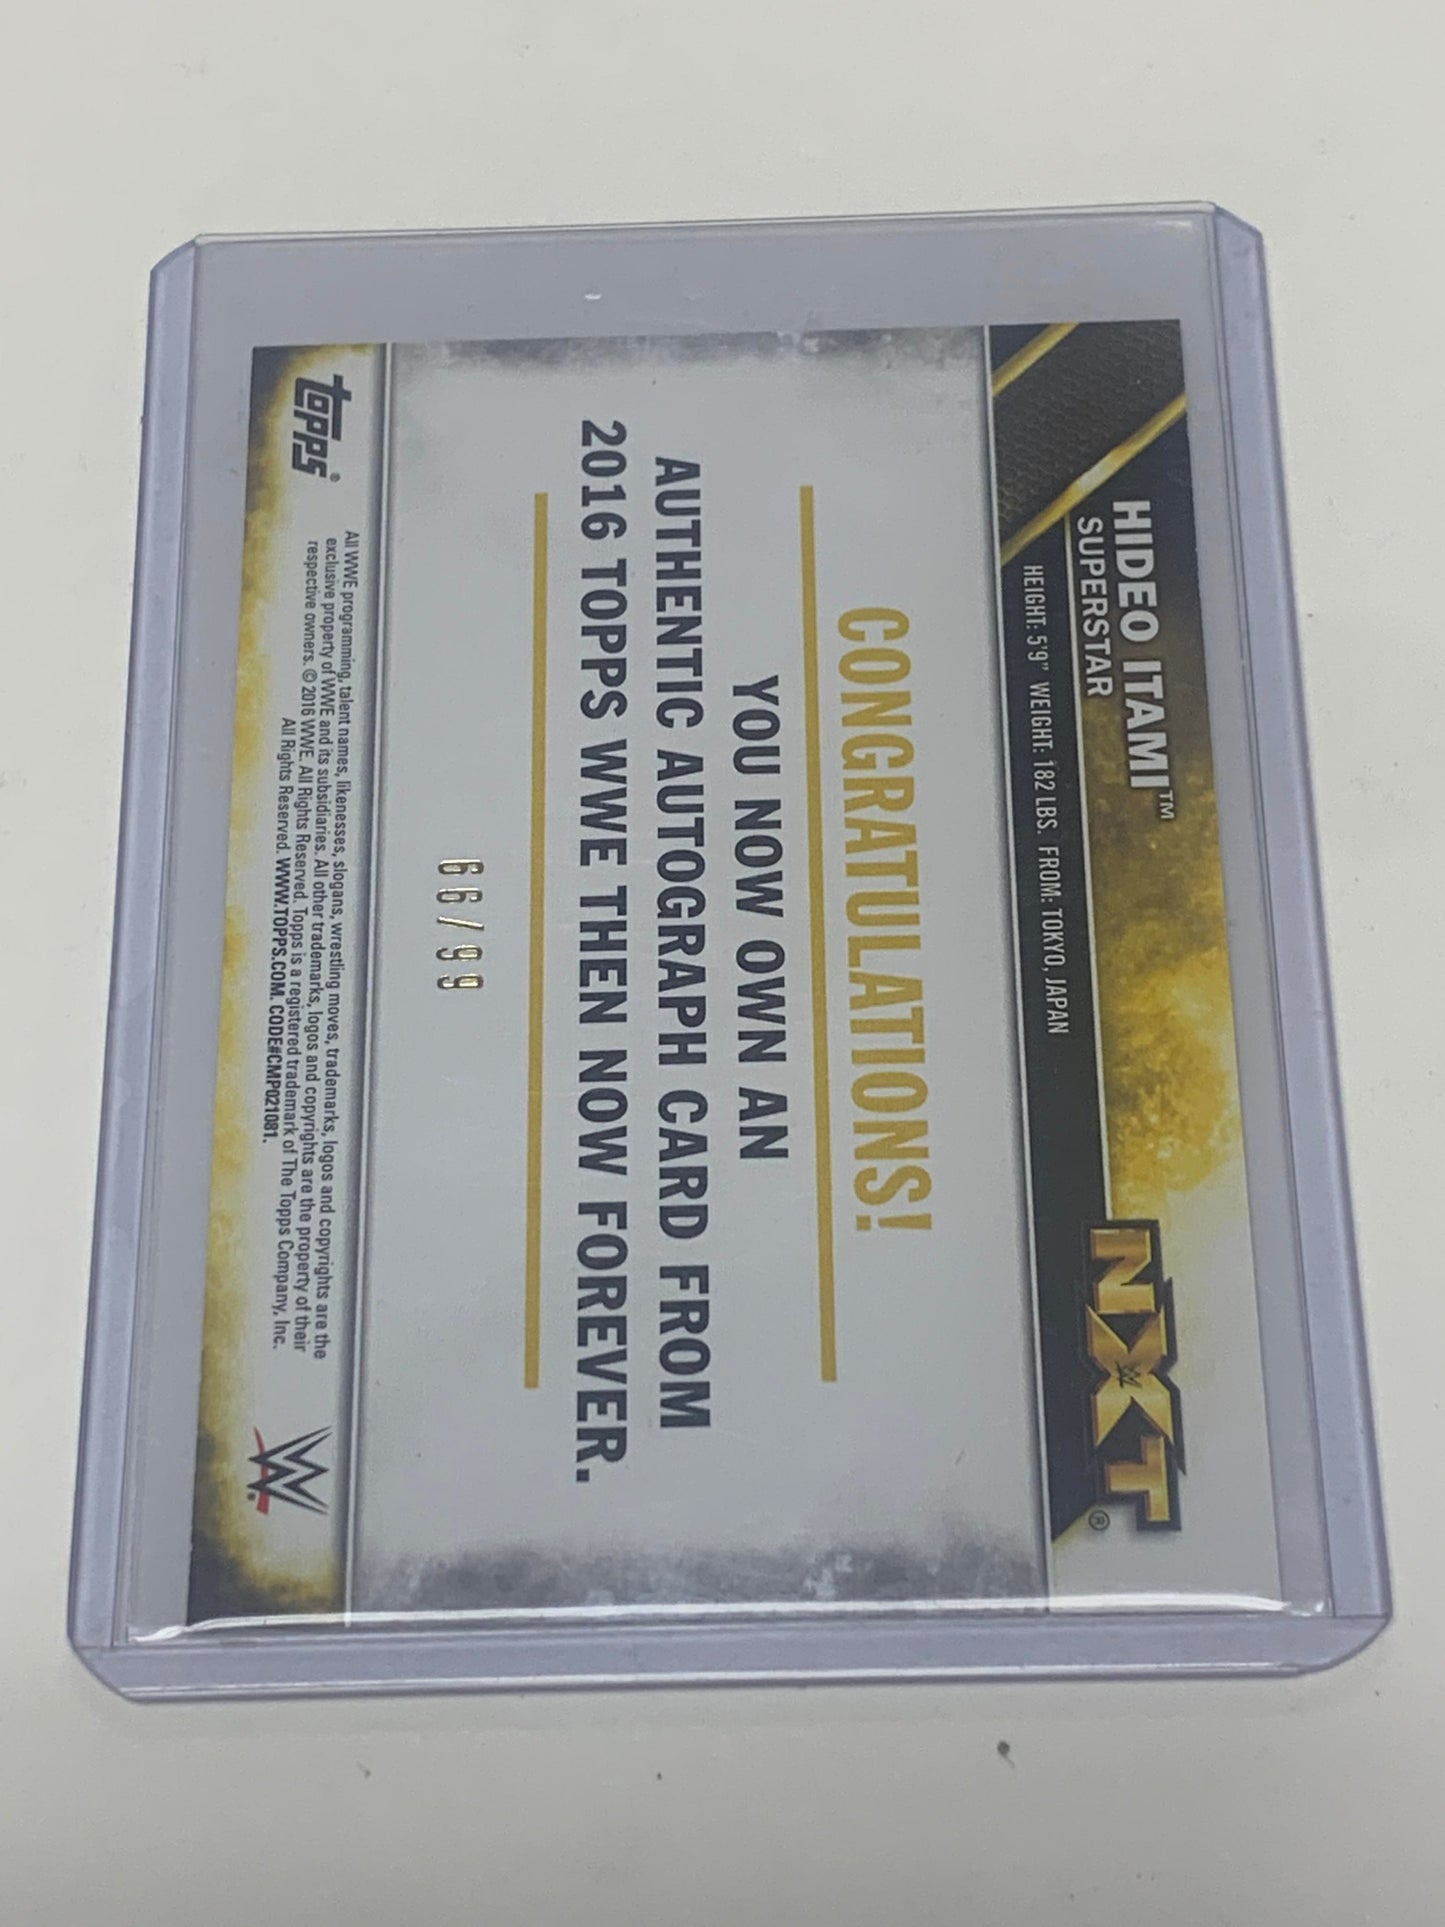 HIDEO ITAMI™
SUPERSTAR
HEIGHT: 5'9" WEIGHT: 182 LBS. FROM: TOKYO, JAPAN
NXT®
CONGRATULATIONS!
YOU NOW OWN AN
AUTHENTIC AUTOGRAPH CARD FROM
2016 TOPPS WWE THEN NOW FOREVER.
66/99
topps®
All WWE programming, talent names, likenesses, slogans, wrestling moves, trademarks, logos and copyrights are the
exclusive property of WWE and its subsidiaries. All other trademarks, logos and copyrights are the property of their
respective owners. © 2016 WWE. All Rights Reserved. Topps is a registered trademark of The Topps Company, Inc.
All Rights Reserved. WWW.TOPPS.COM. CODE#CMP021081.
W®